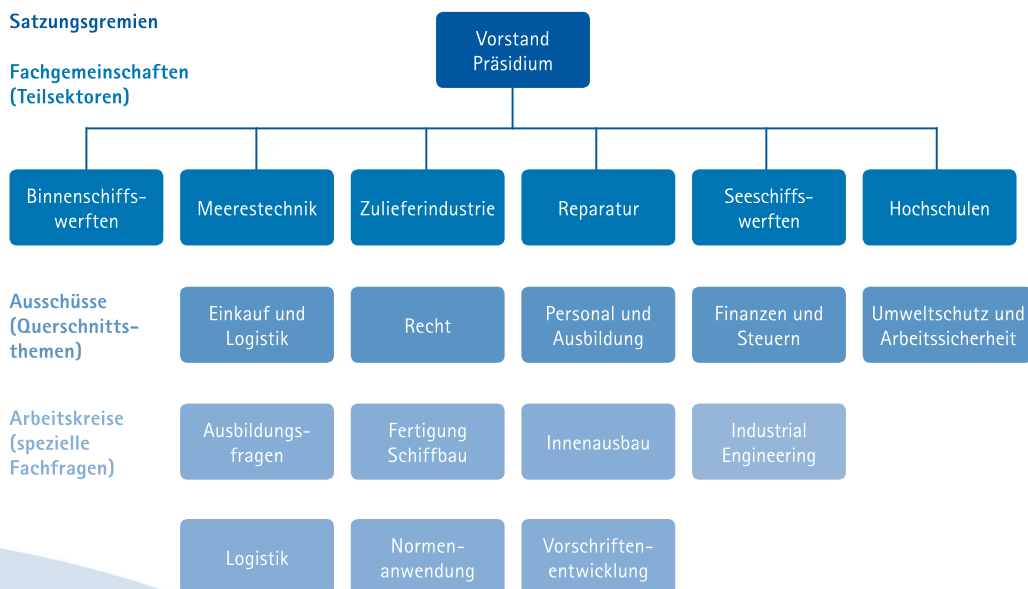 Satzungsgremien
Vorstand
Präsidium
Fachgemeinschaften
(Teilsektoren)
Binnenschiffs-
werften
Meerestechnik
Zulieferindustrie
Reparatur
Seeschiffs-
werften
Hochschulen
Ausschüsse
(Querschnitts-
themen)
Einkauf und
Logistik
Recht
Personal und
Ausbildung
Finanzen und
Steuern
Umweltschutz und
Arbeitssicherheit
Arbeitskreise
(spezielle
Fachfragen)
Ausbildungs-
fragen
Fertigung
Schiffbau
Innenausbau
Industrial
Engineering
Logistik
Normen-
anwendung
Vorschriften-
entwicklung